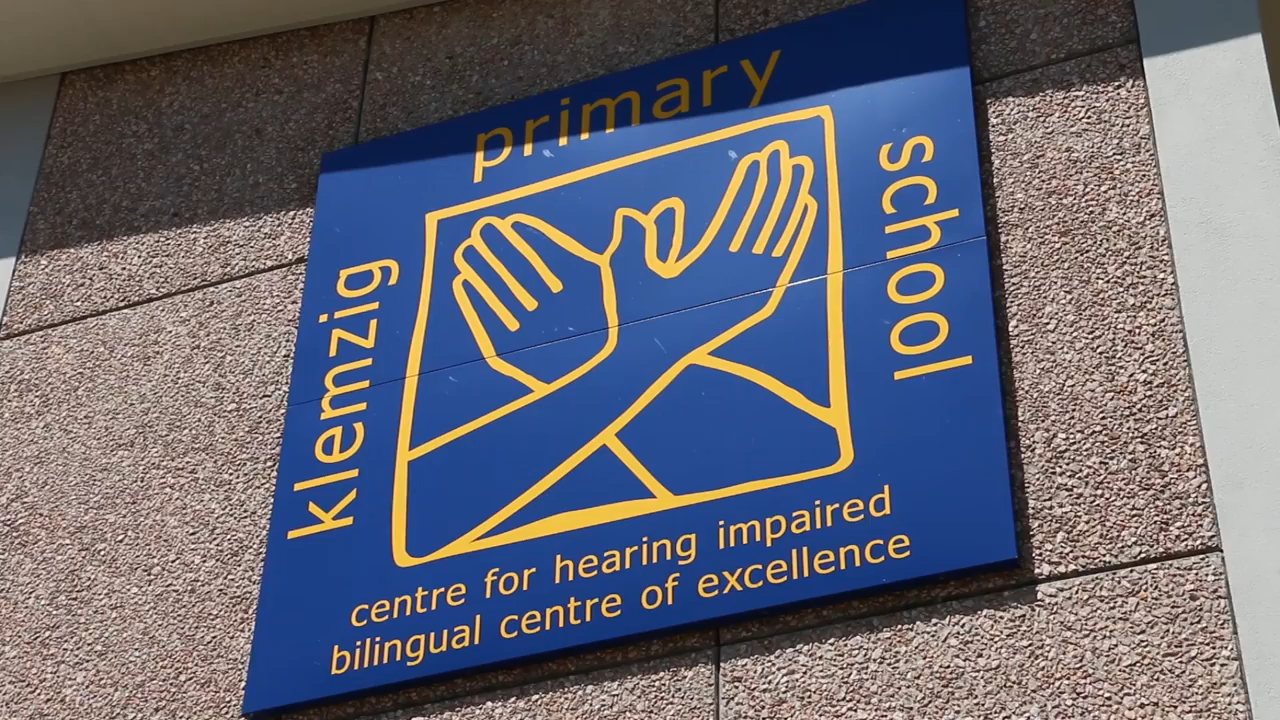 klemzig
primary
school
centre for hearing impaired
bilingual centre of excellence